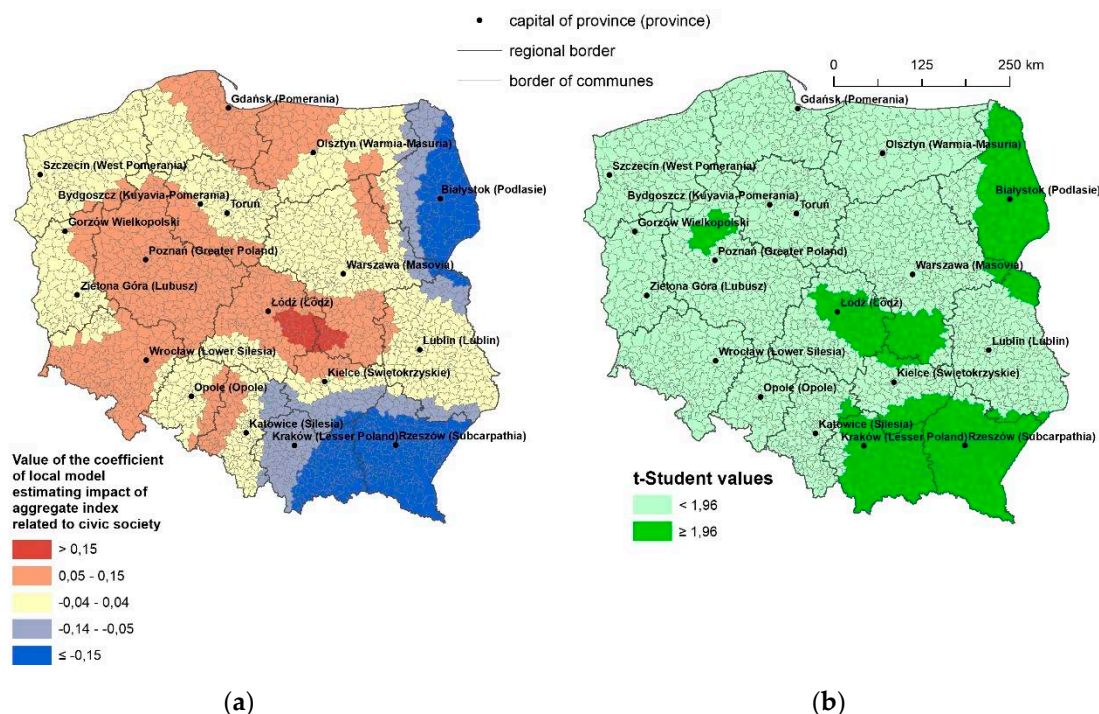 capital of province (province)
regional border
border of communes
0 125 250 km
Gdańsk (Pomerania)
Olsztyn (Warmia-Masuria)
Szczecin (West Pomerania)
Białystok (Podlasie)
Bydgoszcz (Kuyavia-Pomerania)
Toruń
Gorzów Wielkopolski
Poznań (Greater Poland)
Warszawa (Masovia)
Zielona Góra (Lubusz)
Łódź (Łódź)
Wrocław (Lower Silesia)
Lublin (Lublin)
Kielce (Świętokrzyskie)
Opole (Opole)
Katowice (Silesia)
Kraków (Lesser Poland)
Rzeszów (Subcarpathia)
Value of the coefficient
of local model
estimating impact of
aggregate index
related to civic society
> 0,15
0,05 - 0,15
-0,04 - 0,04
-0,14 - -0,05
≤ -0,15
(a)
Gdańsk (Pomerania)
Olsztyn (Warmia-Masuria)
Szczecin (West Pomerania)
Białystok (Podlasie)
Bydgoszcz (Kuyavia-Pomerania)
Toruń
Gorzów Wielkopolski
Poznań (Greater Poland)
Warszawa (Masovia)
Zielona Góra (Lubusz)
Łódź (Łódź)
Wrocław (Lower Silesia)
Lublin (Lublin)
Kielce (Świętokrzyskie)
Opole (Opole)
Katowice (Silesia)
Kraków (Lesser Poland)
Rzeszów (Subcarpathia)
t-Student values
< 1,96
≥ 1,96
(b)